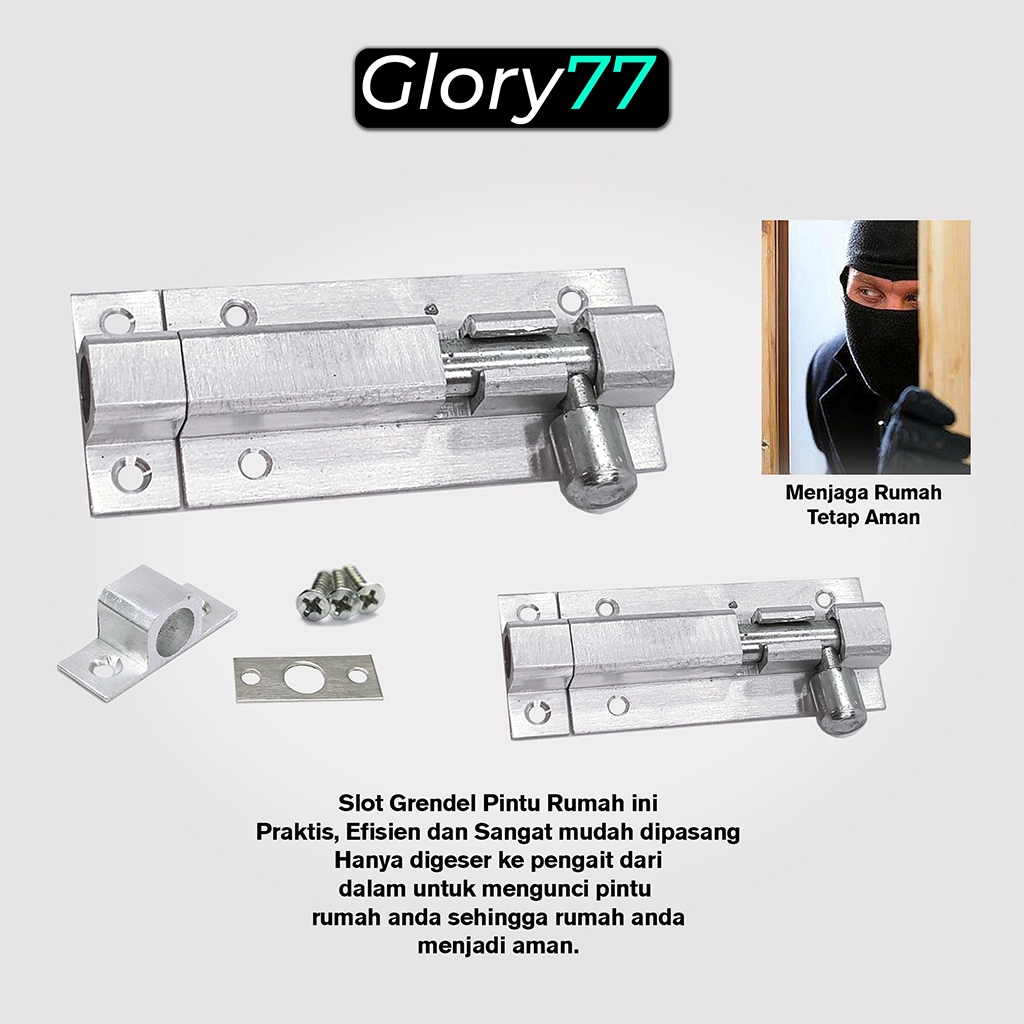 Glory77
Menjaga Rumah
Tetap Aman
Slot Grendel Pintu Rumah ini
Praktis, Efisien dan Sangat mudah dipasang
Hanya digeser ke pengait dari
dalam untuk mengunci pintu
rumah anda sehingga rumah anda
menjadi aman.